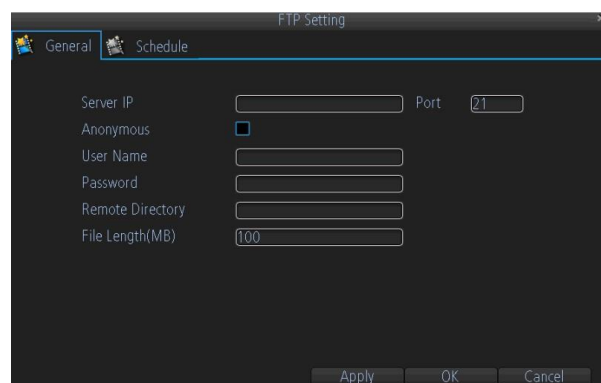 FTP Setting
General Schedule
Server IP Port 21
Anonymous
User Name
Password
Remote Directory
File Length(MB) 100
Apply OK Cancel